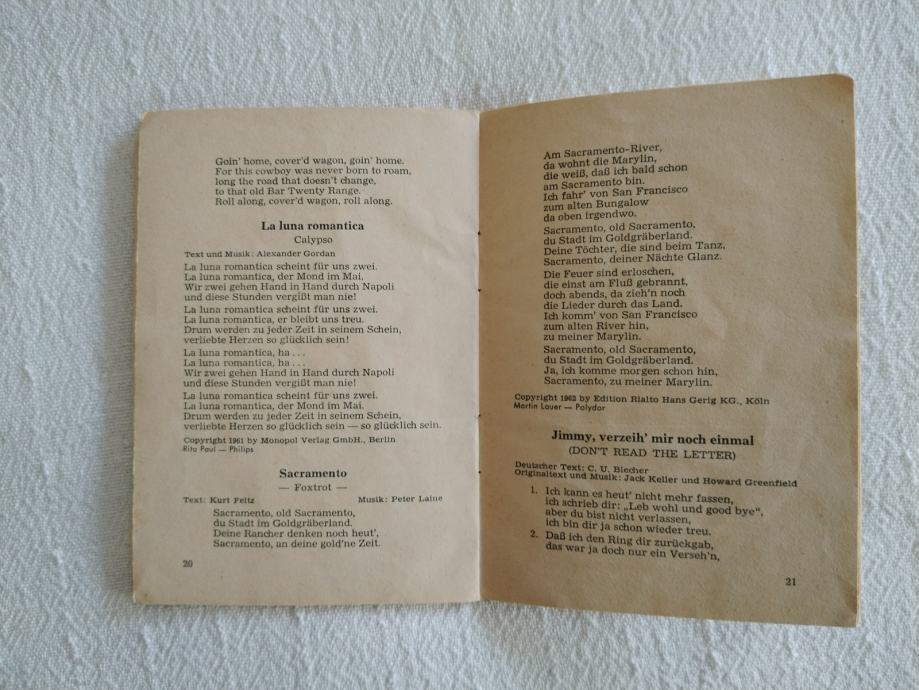 Goin' home, cover'd wagon, goin' home.
For this cowboy was never born to roam,
long the road that doesn't change,
to that old Bar Twenty Range.
Roll along, cover'd wagon, roll along.
La luna romantica
Calypso
Text und Musik: Alexander Gordan
La luna romantica scheint für uns zwei.
La luna romantica, der Mond im Mai.
Wir zwei gehen Hand in Hand durch Napoli
und diese Stunden vergißt man nie!
La luna romantica scheint für uns zwei.
La luna romantica, er bleibt uns treu.
Drum werden zu jeder Zeit in seinem Schein,
verliebte Herzen so glücklich sein!
La luna romantica, ha . . .
La luna romantica, ha . . .
Wir zwei gehen Hand in Hand durch Napoli
und diese Stunden vergißt man nie!
La luna romantica scheint für uns zwei.
La luna romantica, der Mond im Mai.
Drum werden zu jeder Zeit in seinem Schein,
verliebte Herzen so glücklich sein — so glücklich sein.
Copyright 1961 by Monopol Verlag GmbH., Berlin
Rita Paul — Philips
Sacramento
— Foxtrot —
Text: Kurt Feltz Musik: Peter Laine
Sacramento, old Sacramento,
du Stadt im Goldgräberland.
Deine Rancher denken noch heut',
Sacramento, an deine gold'ne Zeit.
20
Am Sacramento-River,
da wohnt die Marylin,
die weiß, daß ich bald schon
am Sacramento bin.
Ich fahr' von San Francisco
zum alten Bungalow
da oben irgendwo.
Sacramento, old Sacramento,
du Stadt im Goldgräberland.
Deine Töchter, die sind beim Tanz,
Sacramento, deiner Nächte Glanz.
Die Feuer sind erloschen,
die einst am Fluß gebrannt,
doch abends, da zieh'n noch
die Lieder durch das Land.
Ich komm' von San Francisco
zum alten River hin,
zu meiner Marylin.
Sacramento, old Sacramento,
du Stadt im Goldgräberland.
Ja, ich komme morgen schon hin,
Sacramento, zu meiner Marylin.
Copyright 1962 by Edition Rialto Hans Gerig KG., Köln
Martin Lauer — Polydor
Jimmy, verzeih' mir noch einmal
(DON'T READ THE LETTER)
Deutscher Text: C. U. Blecher
Originaltext und Musik: Jack Keller und Howard Greenfield
1. Ich kann es heut' nicht mehr fassen,
ich schrieb dir: „Leb wohl und good bye“,
aber du bist nicht verlassen,
ich bin dir ja schon wieder treu.
2. Daß ich den Ring dir zurückgab,
das war ja doch nur ein Verseh'n,
21